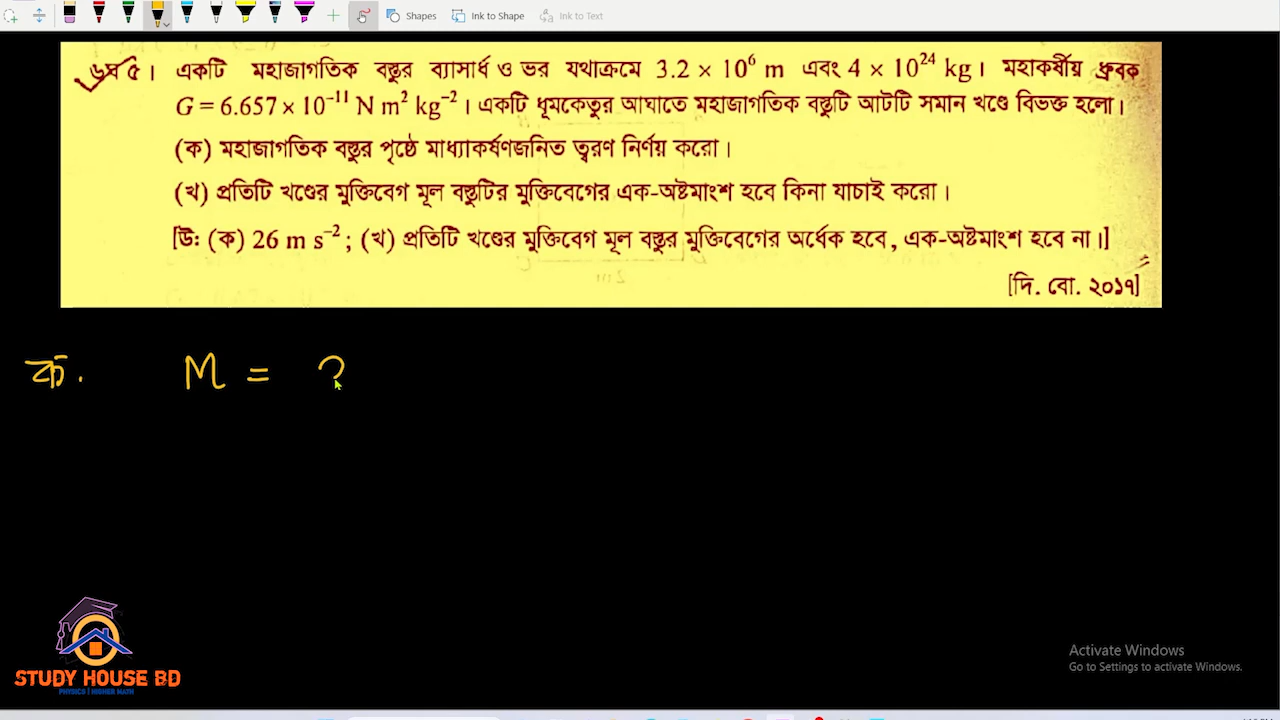 Shapes Ink to Shape Ink to Text
৬ঘ ৫। একটি মহাজাগতিক বস্তুর ব্যাসার্ধ ও ভর যথাক্রমে 3.2 × 10⁶ m এবং 4 × 10²⁴ kg। মহাকর্ষীয় ধ্রুবক
G = 6.657 × 10⁻¹¹ N m² kg⁻²। একটি ধূমকেতুর আঘাতে মহাজাগতিক বস্তুটি আটটি সমান খণ্ডে বিভক্ত হলো।
(ক) মহাজাগতিক বস্তুর পৃষ্ঠে মাধ্যাকর্ষণজনিত ত্বরণ নির্ণয় করো।
(খ) প্রতিটি খণ্ডের মুক্তিবেগ মূল বস্তুটির মুক্তিবেগের এক-অষ্টমাংশ হবে কিনা যাচাই করো।
[উঃ (ক) 26 m s⁻²; (খ) প্রতিটি খণ্ডের মুক্তিবেগ মূল বস্তুর মুক্তিবেগের অর্ধেক হবে, এক-অষ্টমাংশ হবে না।]
[দি. বো. ২০১৭]
ক. M = ?
STUDY HOUSE BD
PHYSICS | HIGHER MATH
Activate Windows
Go to Settings to activate Windows.